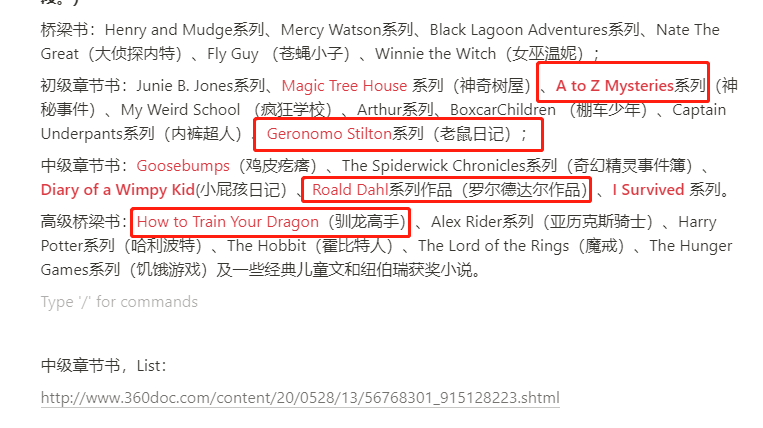 段。）
桥梁书：Henry and Mudge系列、Mercy Watson系列、Black Lagoon Adventures系列、Nate The
Great（大侦探内特）、Fly Guy （苍蝇小子）、Winnie the Witch（女巫温妮）；
初级章节书：Junie B. Jones系列、Magic Tree House 系列（神奇树屋）、A to Z Mysteries系列（神
秘事件）、My Weird School （疯狂学校）、Arthur系列、BoxcarChildren （棚车少年）、Captain
Underpants系列（内裤超人）、Geronomo Stilton系列（老鼠日记）；
中级章节书：Goosebumps（鸡皮疙瘩）、The Spiderwick Chronicles系列（奇幻精灵事件簿）、
Diary of a Wimpy Kid(小屁孩日记）、Roald Dahl系列作品（罗尔德达尔作品）、I Survived 系列。
高级桥梁书：How to Train Your Dragon（驯龙高手）、Alex Rider系列（亚历克斯骑士）、Harry
Potter系列（哈利波特）、The Hobbit（霍比特人）、The Lord of the Rings（魔戒）、The Hunger
Games系列（饥饿游戏）及一些经典儿童文和纽伯瑞获奖小说。
Type '/' for commands
中级章节书，List：
http://www.360doc.com/content/20/0528/13/56768301_915128223.shtml